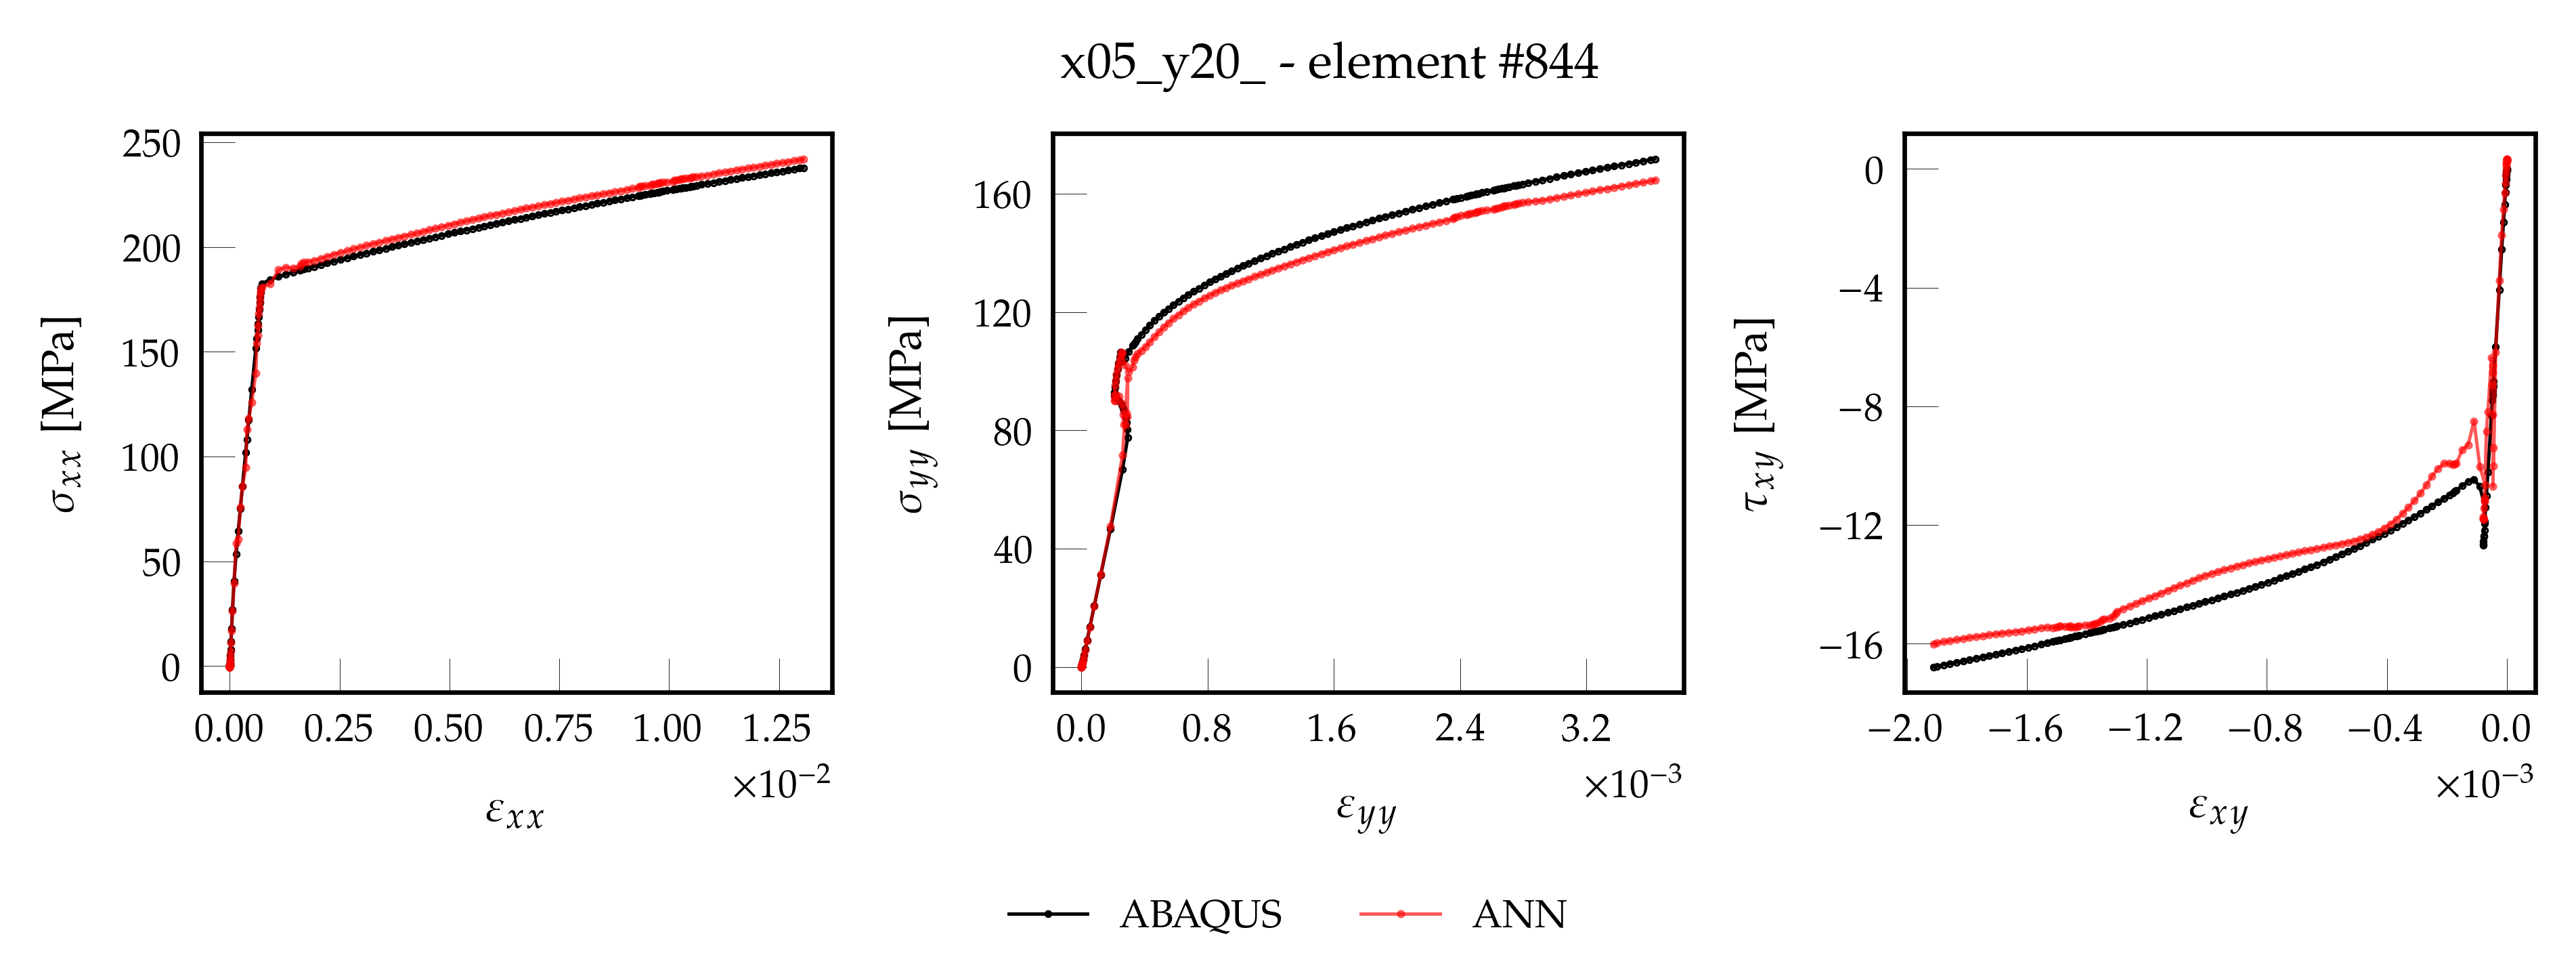 x05_y20_ - element #844
250
200
150
100
50
0
σxx [MPa]
0.00 0.25 0.50 0.75 1.00 1.25
×10−2
εxx
160
120
80
40
0
σyy [MPa]
0.0 0.8 1.6 2.4 3.2
×10−3
εyy
0
−4
−8
−12
−16
τxy [MPa]
−2.0 −1.6 −1.2 −0.8 −0.4 0.0
×10−3
εxy
ABAQUS ANN